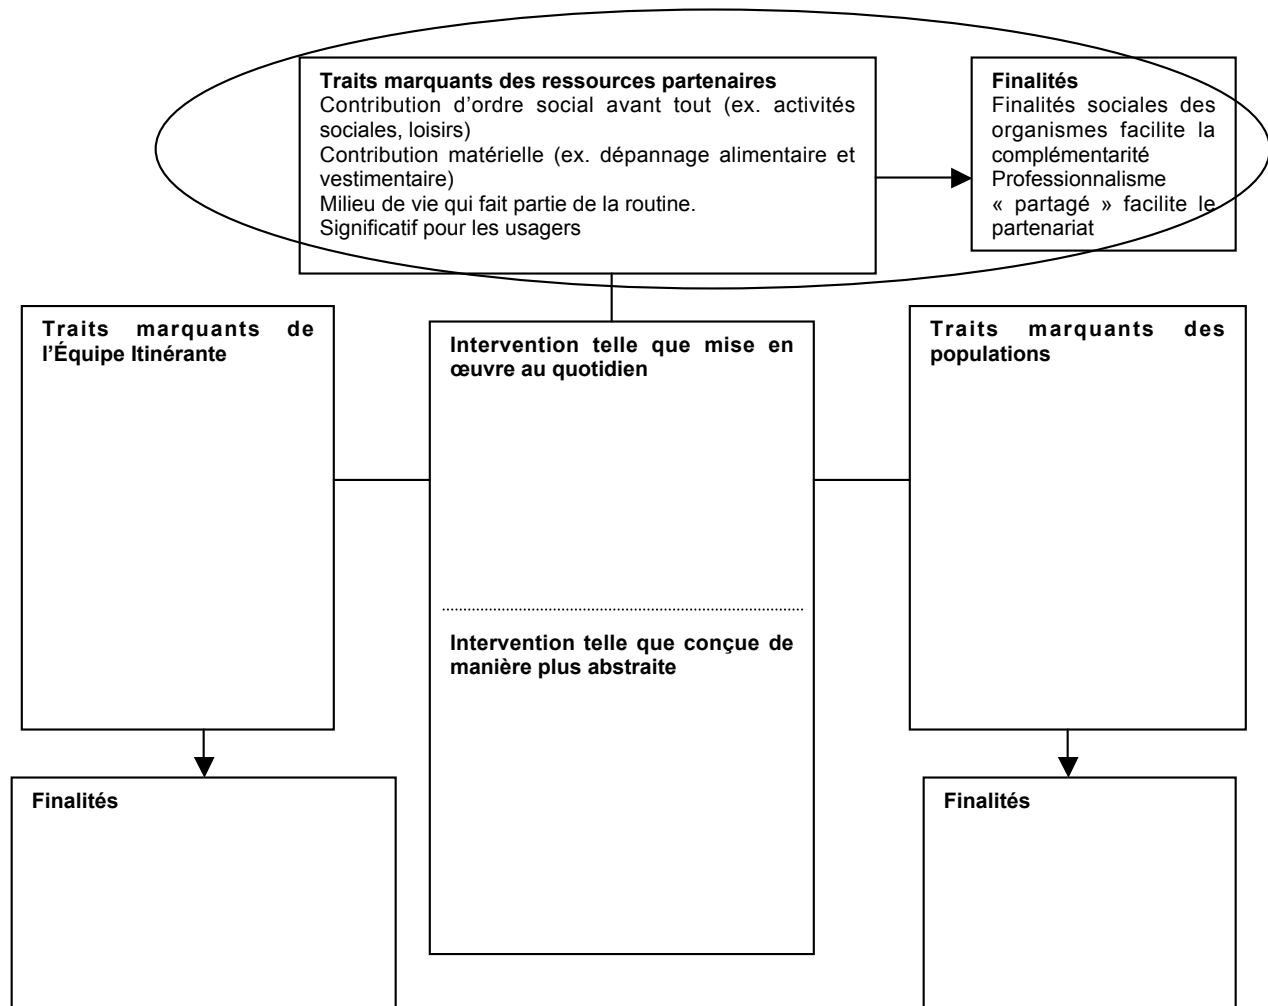 Traits marquants des ressources partenaires
Contribution d'ordre social avant tout (ex. activités
sociales, loisirs)
Contribution matérielle (ex. dépannage alimentaire et
vestimentaire)
Milieu de vie qui fait partie de la routine.
Significatif pour les usagers
Finalités
Finalités sociales des
organismes facilite la
complémentarité
Professionnalisme
« partagé » facilite le
partenariat
Traits marquants de
l'Équipe Itinérante
Intervention telle que mise en
œuvre au quotidien
Intervention telle que conçue de
manière plus abstraite
Traits marquants des
populations
Finalités
Finalités